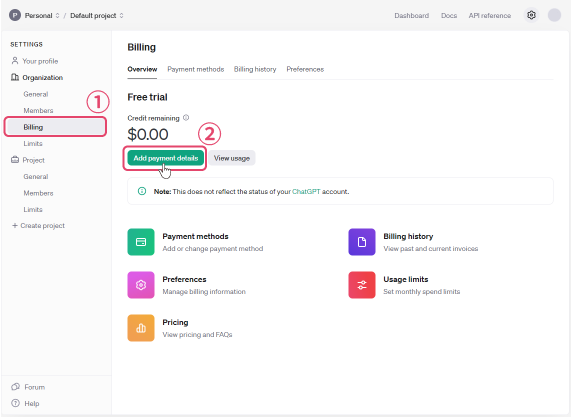 P Personal / Default project
Dashboard Docs API reference
SETTINGS
Your profile
Organization
General
Members
Billing
Limits
Project
General
Members
Limits
+ Create project
Forum
Help
1
Billing
Overview Payment methods Billing history Preferences
Free trial
Credit remaining
$0.00
2
Add payment details View usage
Note: This does not reflect the status of your ChatGPT account.
Payment methods
Add or change payment method
Billing history
View past and current invoices
Preferences
Manage billing information
Usage limits
Set monthly spend limits
Pricing
View pricing and FAQs